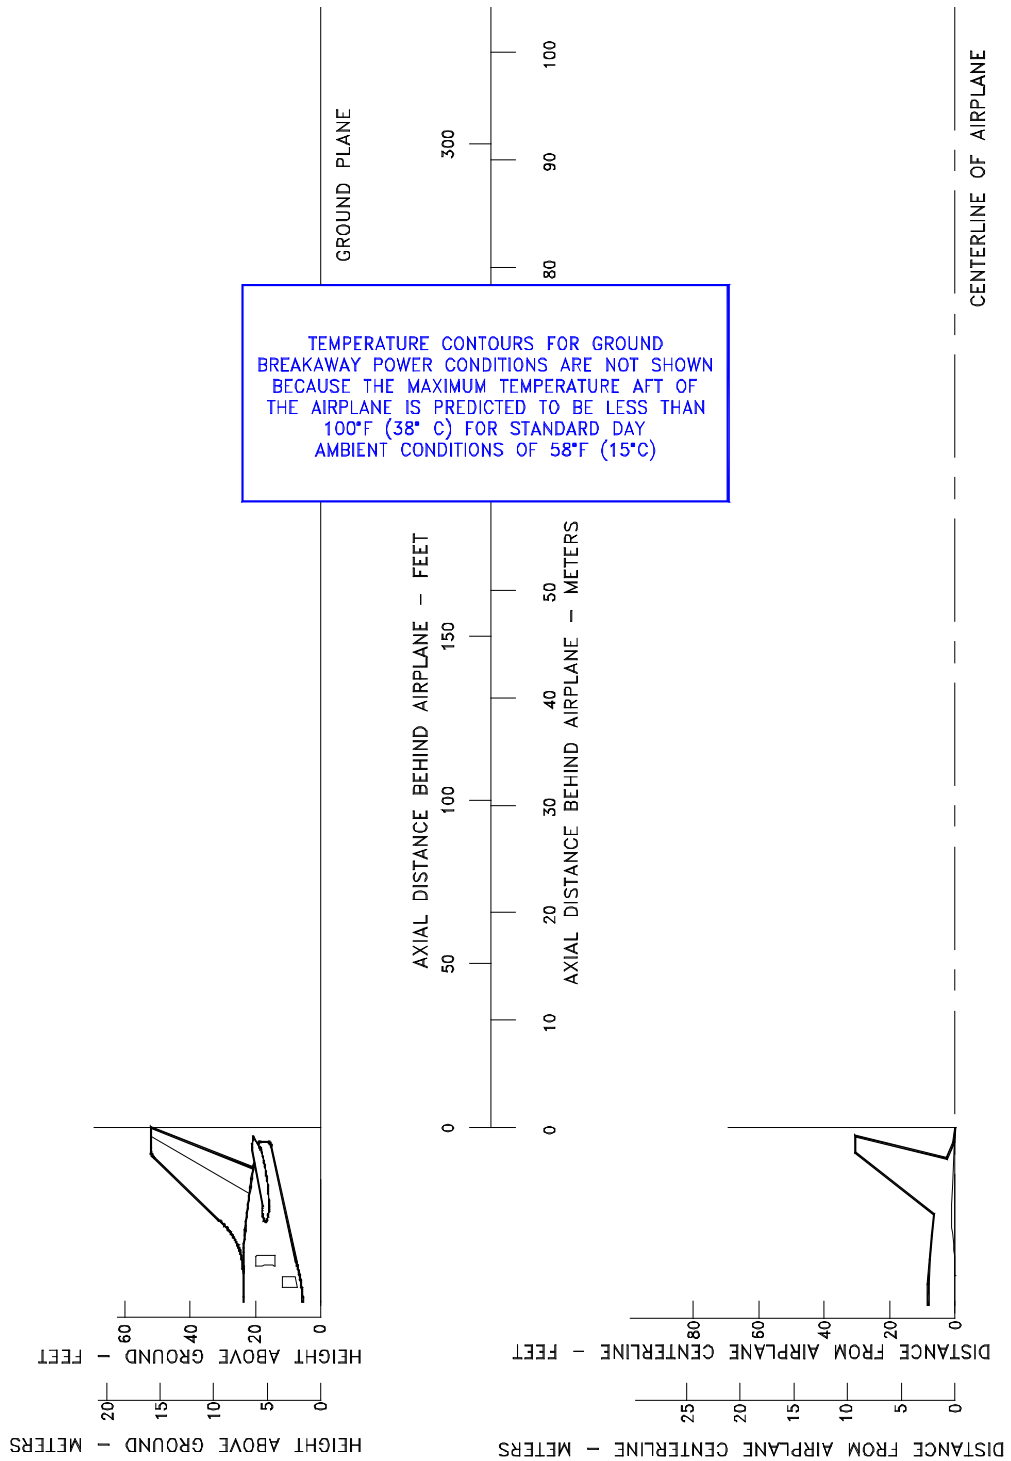 100
300
90
80
GROUND PLANE
CENTERLINE OF AIRPLANE
TEMPERATURE CONTOURS FOR GROUND
BREAKAWAY POWER CONDITIONS ARE NOT SHOWN
BECAUSE THE MAXIMUM TEMPERATURE AFT OF
THE AIRPLANE IS PREDICTED TO BE LESS THAN
100°F (38° C) FOR STANDARD DAY
AMBIENT CONDITIONS OF 58°F (15°C)
AXIAL DISTANCE BEHIND AIRPLANE - FEET
0
50
100
150
AXIAL DISTANCE BEHIND AIRPLANE - METERS
0
10
20
30
40
50
60
40
20
0
HEIGHT ABOVE GROUND - FEET
20
15
10
5
0
HEIGHT ABOVE GROUND - METERS
80
60
40
20
0
DISTANCE FROM AIRPLANE CENTERLINE - FEET
25
20
15
10
5
0
DISTANCE FROM AIRPLANE CENTERLINE - METERS